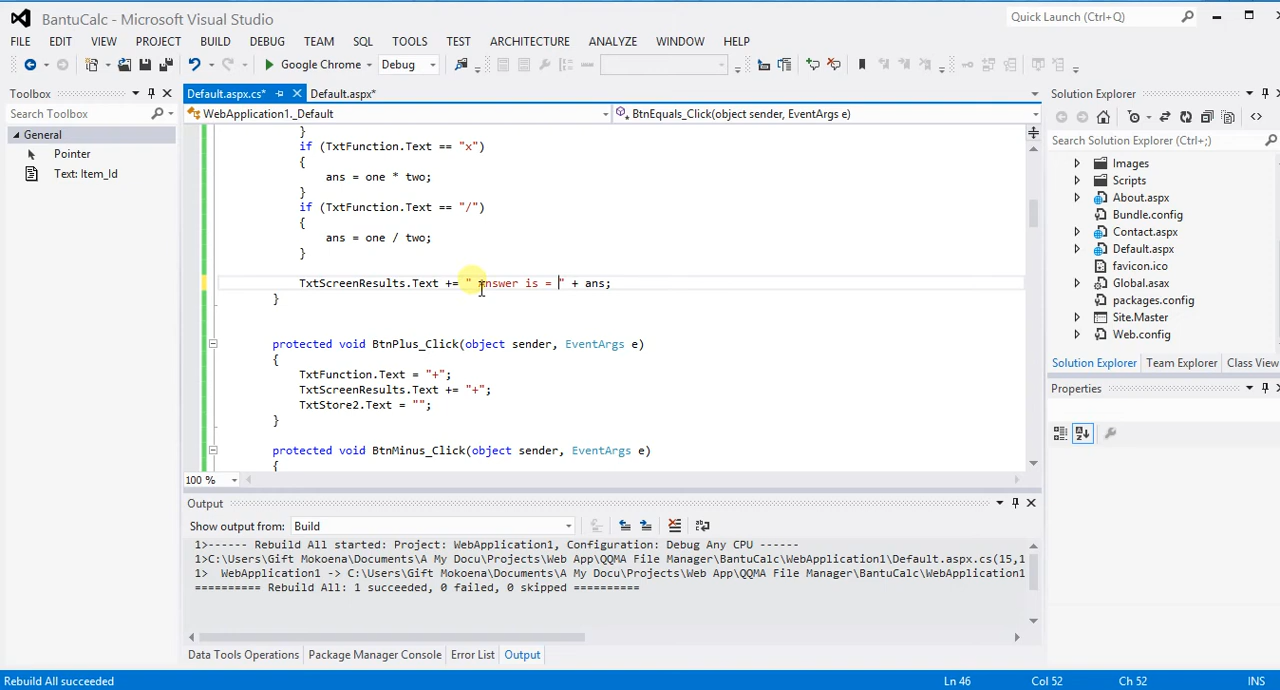 BantuCalc - Microsoft Visual Studio
Quick Launch (Ctrl+Q)
FILE EDIT VIEW PROJECT BUILD DEBUG TEAM SQL TOOLS TEST ARCHITECTURE ANALYZE WINDOW HELP
Google Chrome Debug
Toolbox
Default.aspx.cs* Default.aspx*
Solution Explorer
Search Toolbox
WebApplication1._Default
BtnEquals_Click(object sender, EventArgs e)
General
Pointer
Text: Item_Id
}
if (TxtFunction.Text == "x")
{
ans = one * two;
}
if (TxtFunction.Text == "/")
{
ans = one / two;
}
TxtScreenResults.Text += " Answer is = " + ans;
}
protected void BtnPlus_Click(object sender, EventArgs e)
{
TxtFunction.Text = "+";
TxtScreenResults.Text += "+";
TxtStore2.Text = "";
}
protected void BtnMinus_Click(object sender, EventArgs e)
{
100 %
Search Solution Explorer (Ctrl+;)
Images
Scripts
About.aspx
Bundle.config
Contact.aspx
Default.aspx
favicon.ico
Global.asax
packages.config
Site.Master
Web.config
Solution Explorer Team Explorer Class View
Properties
Output
Show output from: Build
1>------ Rebuild All started: Project: WebApplication1, Configuration: Debug Any CPU ------
1>C:\Users\Gift Mokoena\Documents\A My Docu\Projects\Web App\QQMA File Manager\BantuCalc\WebApplication1\Default.aspx.cs(15,1
1> WebApplication1 -> C:\Users\Gift Mokoena\Documents\A My Docu\Projects\Web App\QQMA File Manager\BantuCalc\WebApplication1
========== Rebuild All: 1 succeeded, 0 failed, 0 skipped ==========
Data Tools Operations Package Manager Console Error List Output
Rebuild All succeeded
Ln 46 Col 52 Ch 52 INS